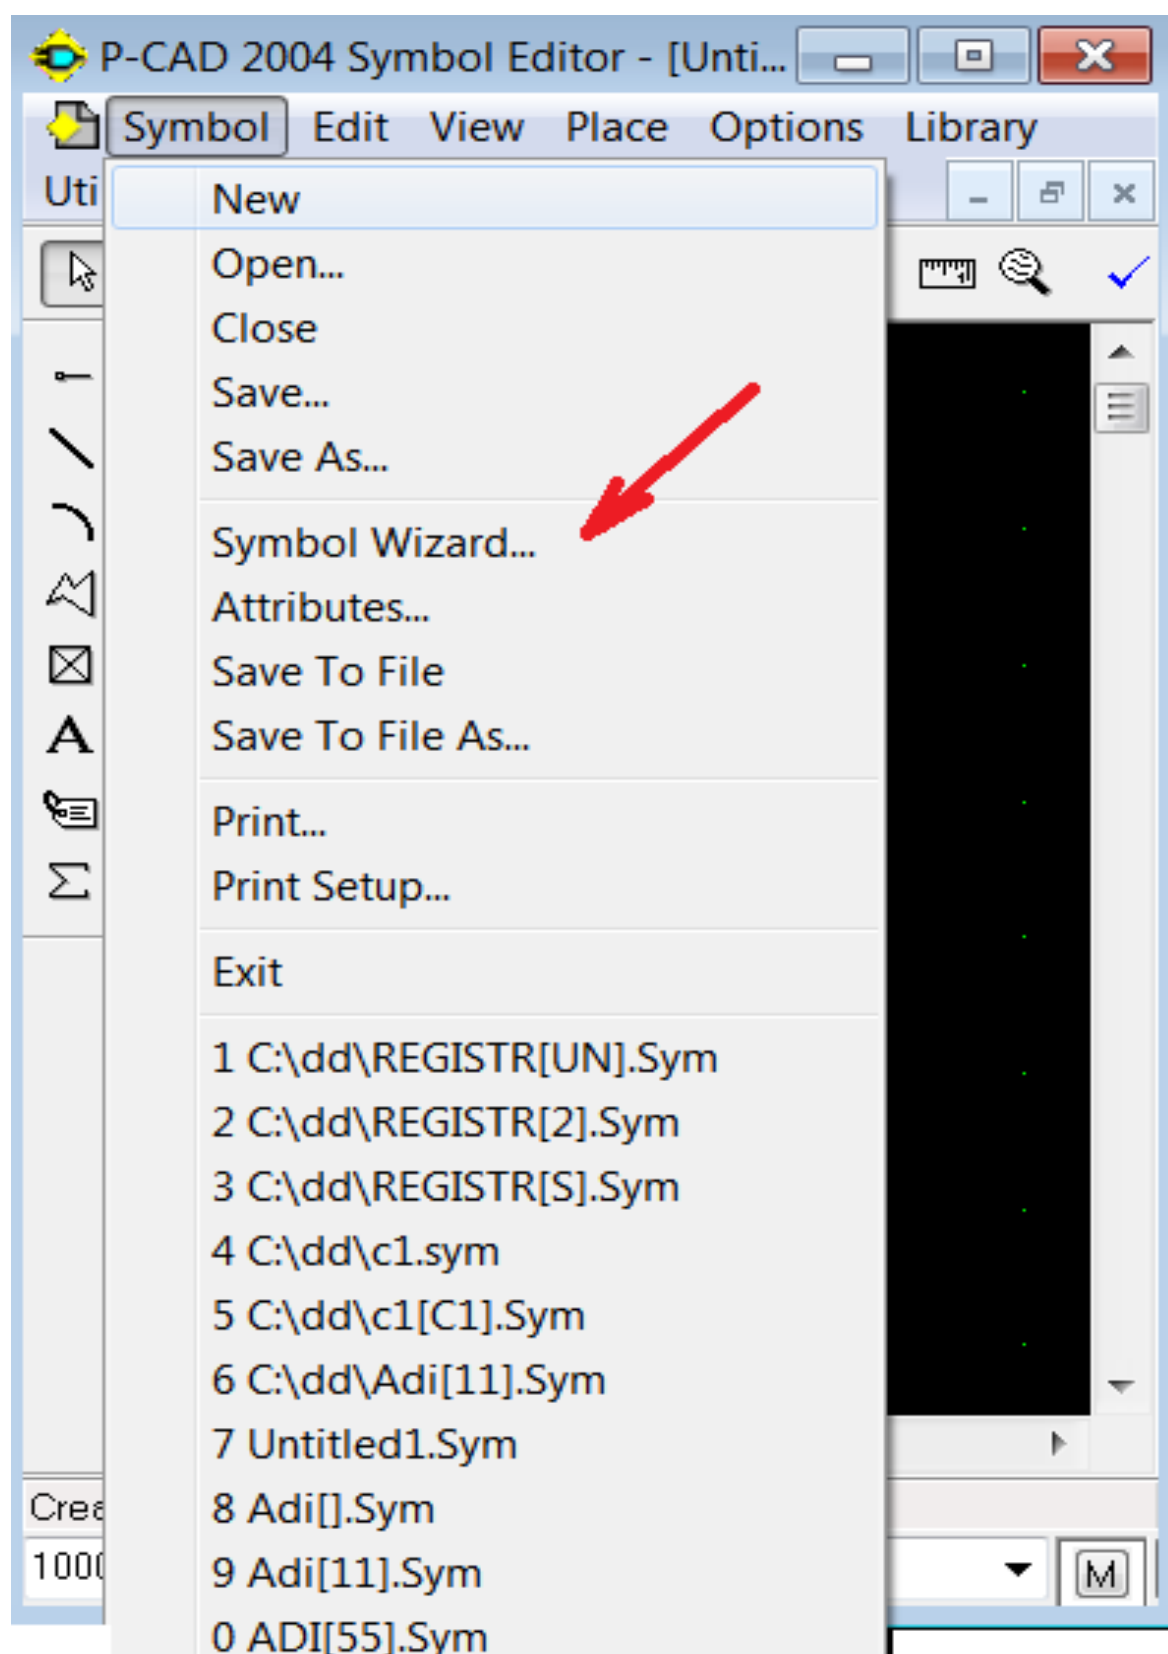 P-CAD 2004 Symbol Editor - [Unti...
Symbol Edit View Place Options Library
Uti
New
Open...
Close
Save...
Save As...
Symbol Wizard...
Attributes...
Save To File
Save To File As...
A
Print...
Print Setup...
Exit
1 C:\dd\REGISTR[UN].Sym
2 C:\dd\REGISTR[2].Sym
3 C:\dd\REGISTR[S].Sym
4 C:\dd\c1.sym
5 C:\dd\c1[C1].Sym
6 C:\dd\Adi[11].Sym
7 Untitled1.Sym
Crea
8 Adi[].Sym
1000
9 Adi[11].Sym
M
0 ADI[55].Sym